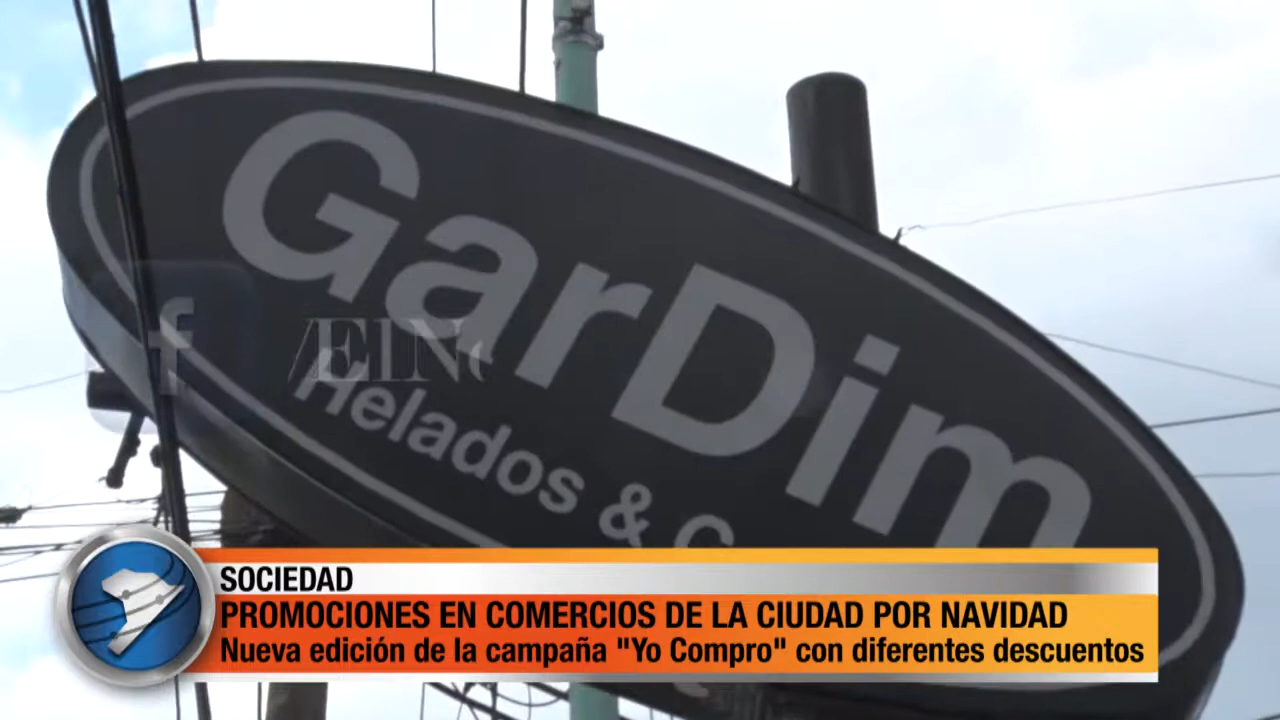 GarDim
Helados & C
f
SOCIEDAD
PROMOCIONES EN COMERCIOS DE LA CIUDAD POR NAVIDAD
Nueva edición de la campaña "Yo Compro" con diferentes descuentos